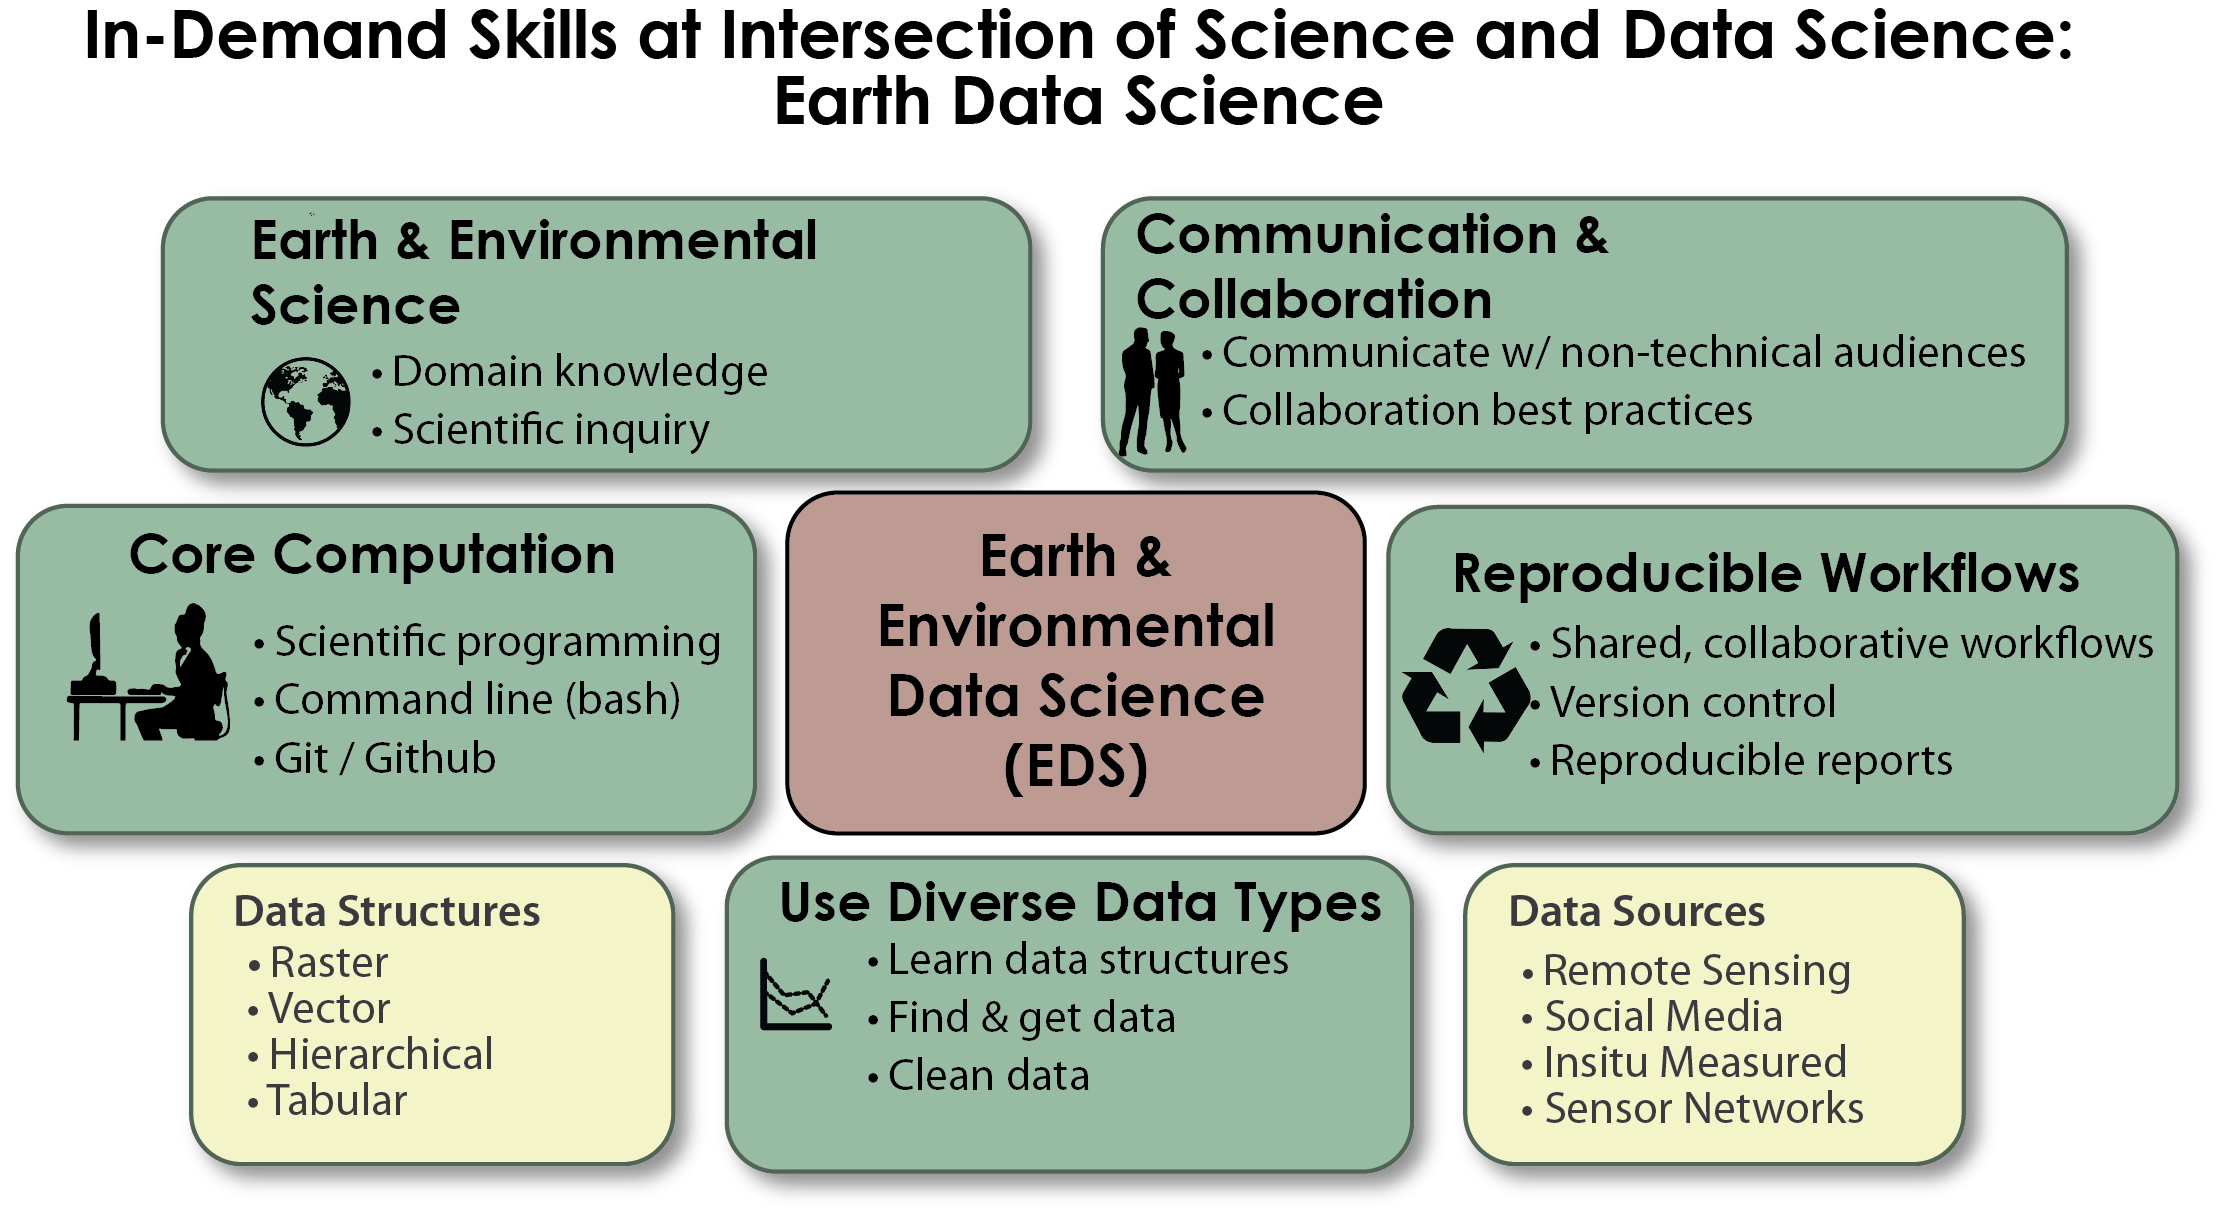 In-Demand Skills at Intersection of Science and Data Science:
Earth Data Science
Earth & Environmental
Science
• Domain knowledge
• Scientific inquiry
Communication &
Collaboration
• Communicate w/ non-technical audiences
• Collaboration best practices
Core Computation
• Scientific programming
• Command line (bash)
• Git / Github
Earth &
Environmental
Data Science
(EDS)
Reproducible Workflows
• Shared, collaborative workflows
• Version control
• Reproducible reports
Data Structures
• Raster
• Vector
• Hierarchical
• Tabular
Use Diverse Data Types
• Learn data structures
• Find & get data
• Clean data
Data Sources
• Remote Sensing
• Social Media
• Insitu Measured
• Sensor Networks